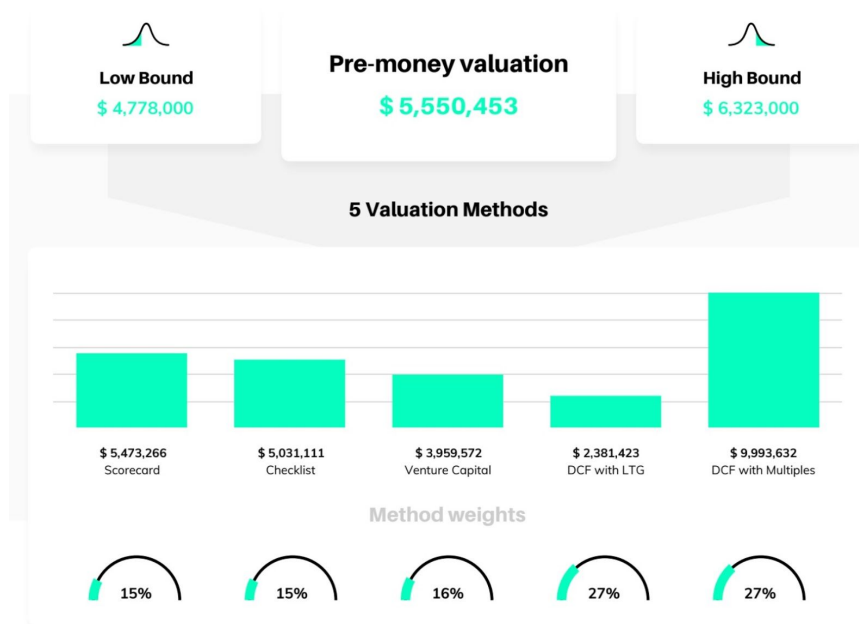 Pre-money valuation
$ 5,550,453
Low Bound
$ 4,778,000
High Bound
$ 6,323,000
5 Valuation Methods
$ 5,473,266
Scorecard
$ 5,031,111
Checklist
$ 3,959,572
Venture Capital
$ 2,381,423
DCF with LTG
$ 9,993,632
DCF with Multiples
Method weights
15%
15%
16%
27%
27%